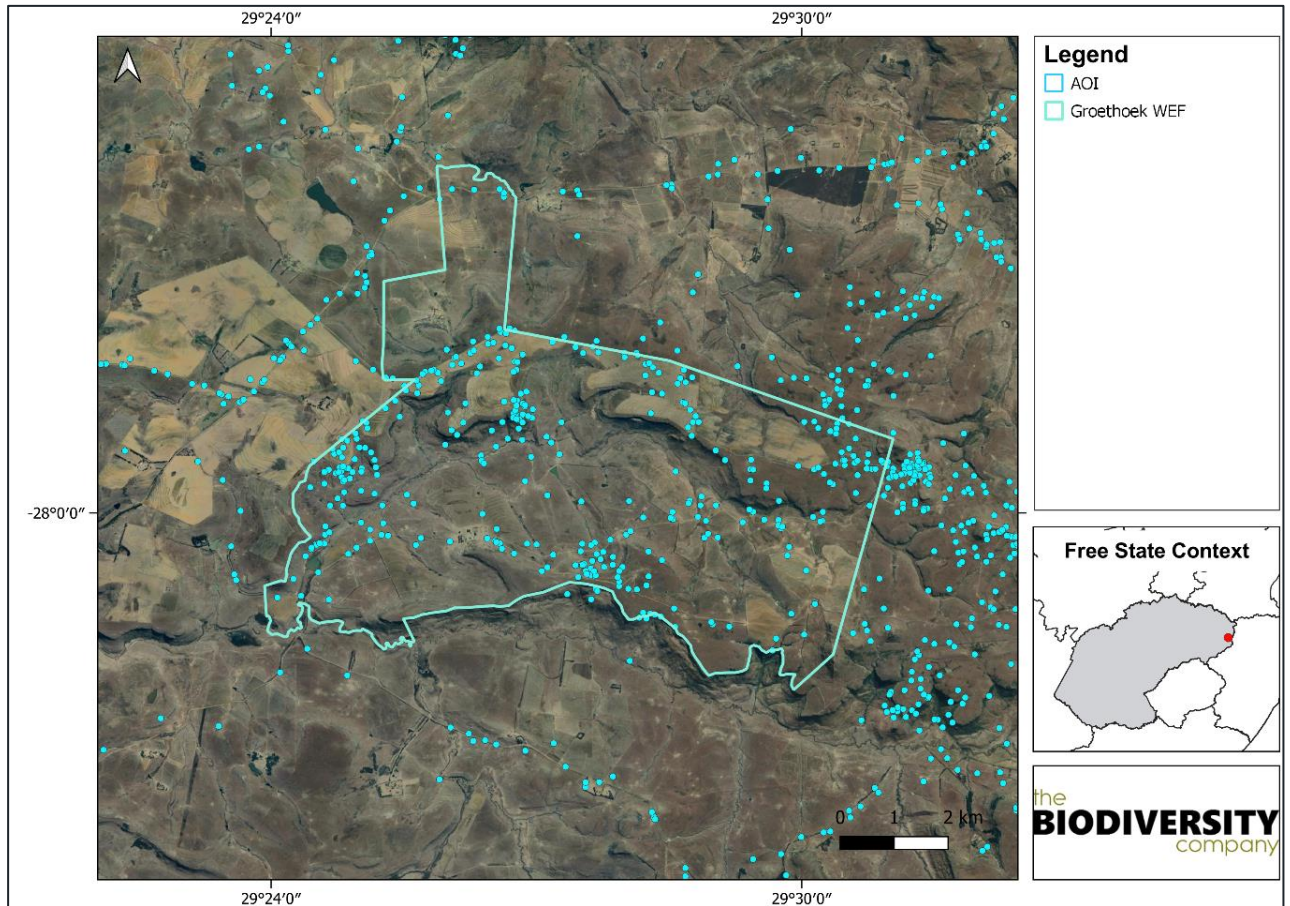 29°24′0″ 29°30′0″
Legend
AOI
Groethoek WEF
-28°0′0″
Free State Context
0 1 2 km
the
BIODIVERSITY
company
29°24′0″ 29°30′0″